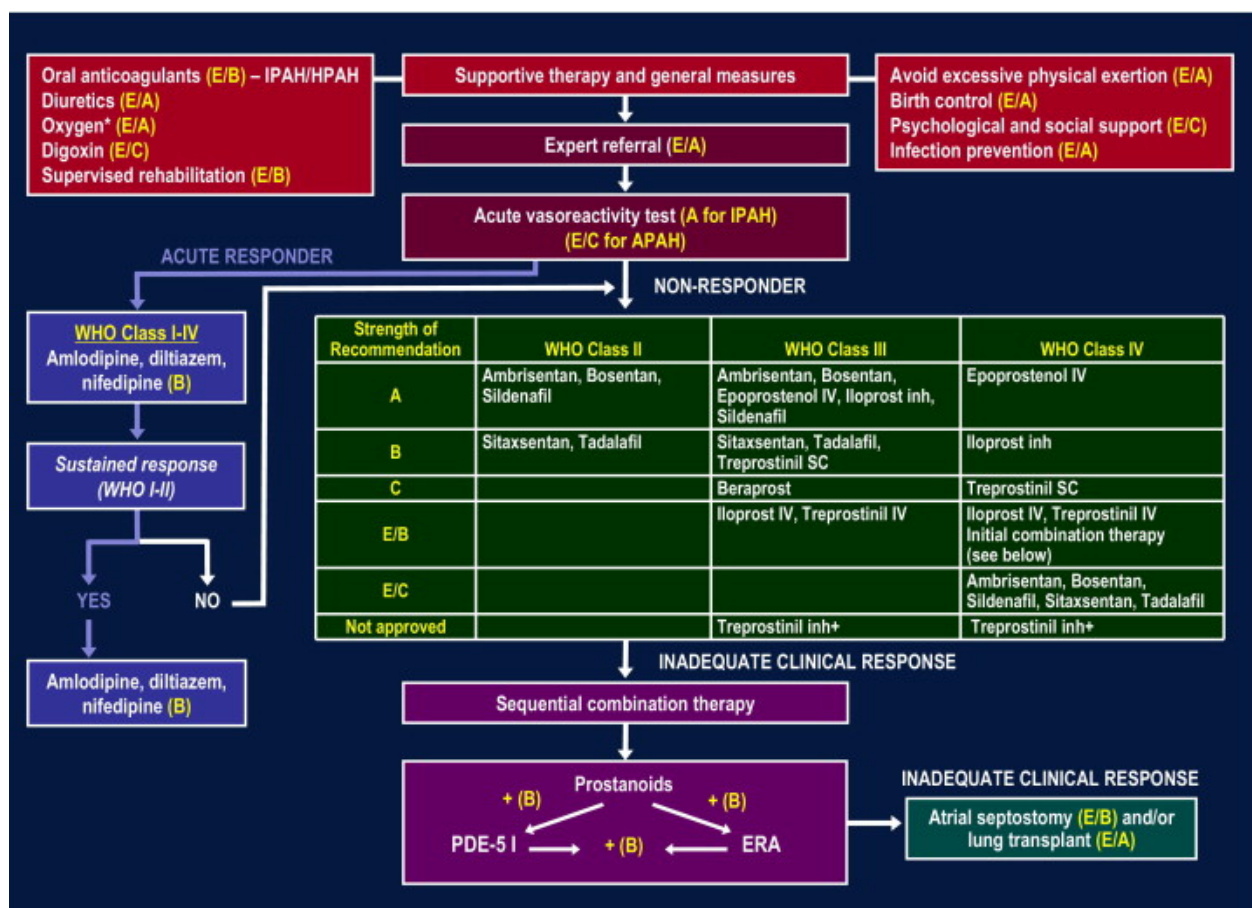 Oral anticoagulants (E/B) – IPAH/HPAH
Diuretics (E/A)
Oxygen* (E/A)
Digoxin (E/C)
Supervised rehabilitation (E/B)
Supportive therapy and general measures
Avoid excessive physical exertion (E/A)
Birth control (E/A)
Psychological and social support (E/C)
Infection prevention (E/A)
Expert referral (E/A)
Acute vasoreactivity test (A for IPAH)
(E/C for APAH)
ACUTE RESPONDER
NON-RESPONDER
WHO Class I-IV
Amlodipine, diltiazem,
nifedipine (B)
Sustained response
(WHO I-II)
YES
NO
Amlodipine, diltiazem,
nifedipine (B)
Strength of
Recommendation
WHO Class II
WHO Class III
WHO Class IV
A
Ambrisentan, Bosentan,
Sildenafil
Ambrisentan, Bosentan,
Epoprostenol IV, Iloprost inh,
Sildenafil
Epoprostenol IV
B
Sitaxsentan, Tadalafil
Sitaxsentan, Tadalafil,
Treprostinil SC
Iloprost inh
C
Beraprost
Treprostinil SC
E/B
Iloprost IV, Treprostinil IV
Iloprost IV, Treprostinil IV
Initial combination therapy
(see below)
E/C
Ambrisentan, Bosentan,
Sildenafil, Sitaxsentan, Tadalafil
Not approved
Treprostinil inh+
Treprostinil inh+
INADEQUATE CLINICAL RESPONSE
Sequential combination therapy
Prostanoids
+ (B)
+ (B)
PDE-5 I
+ (B)
ERA
INADEQUATE CLINICAL RESPONSE
Atrial septostomy (E/B) and/or
lung transplant (E/A)